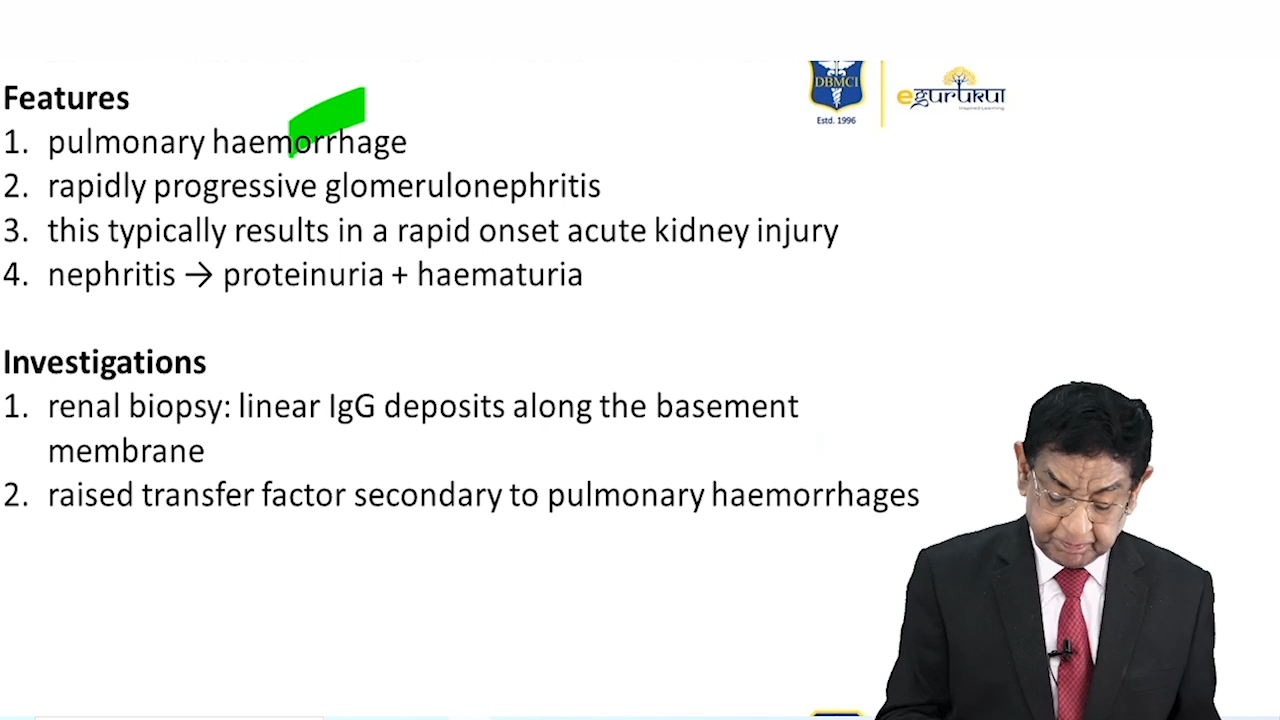 DBMCI
Estd. 1996
egurukul
Inspired Learning
Features
1. pulmonary haemorrhage
2. rapidly progressive glomerulonephritis
3. this typically results in a rapid onset acute kidney injury
4. nephritis → proteinuria + haematuria
Investigations
1. renal biopsy: linear IgG deposits along the basement
membrane
2. raised transfer factor secondary to pulmonary haemorrhages